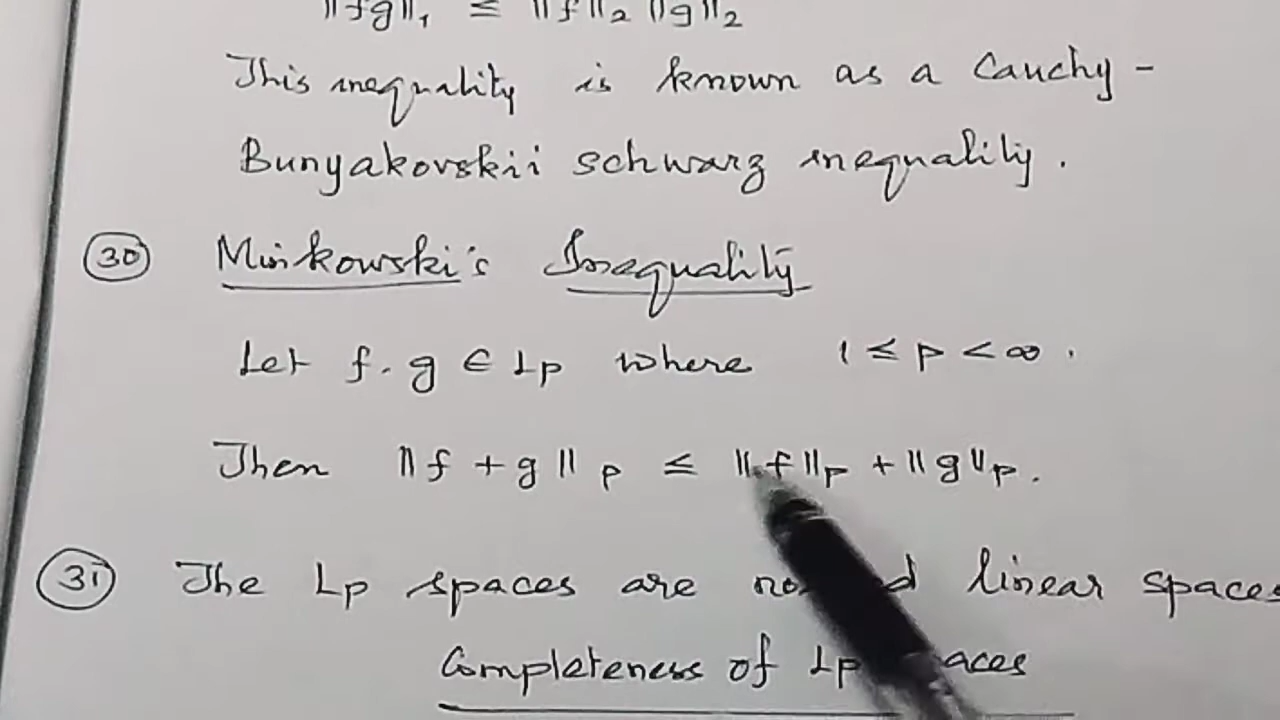 ||fg||₁ ≤ ||f||₂ ||g||₂
This inequality is known as a Cauchy -
Bunyakovskii schwarz inequality.
30 Minkowski's Inequality
Let f. g ∈ Lp where 1 ≤ p < ∞.
Then ||f + g||p ≤ ||f||p + ||g||p.
31 The Lp spaces are linear spaces
Completeness of Lp